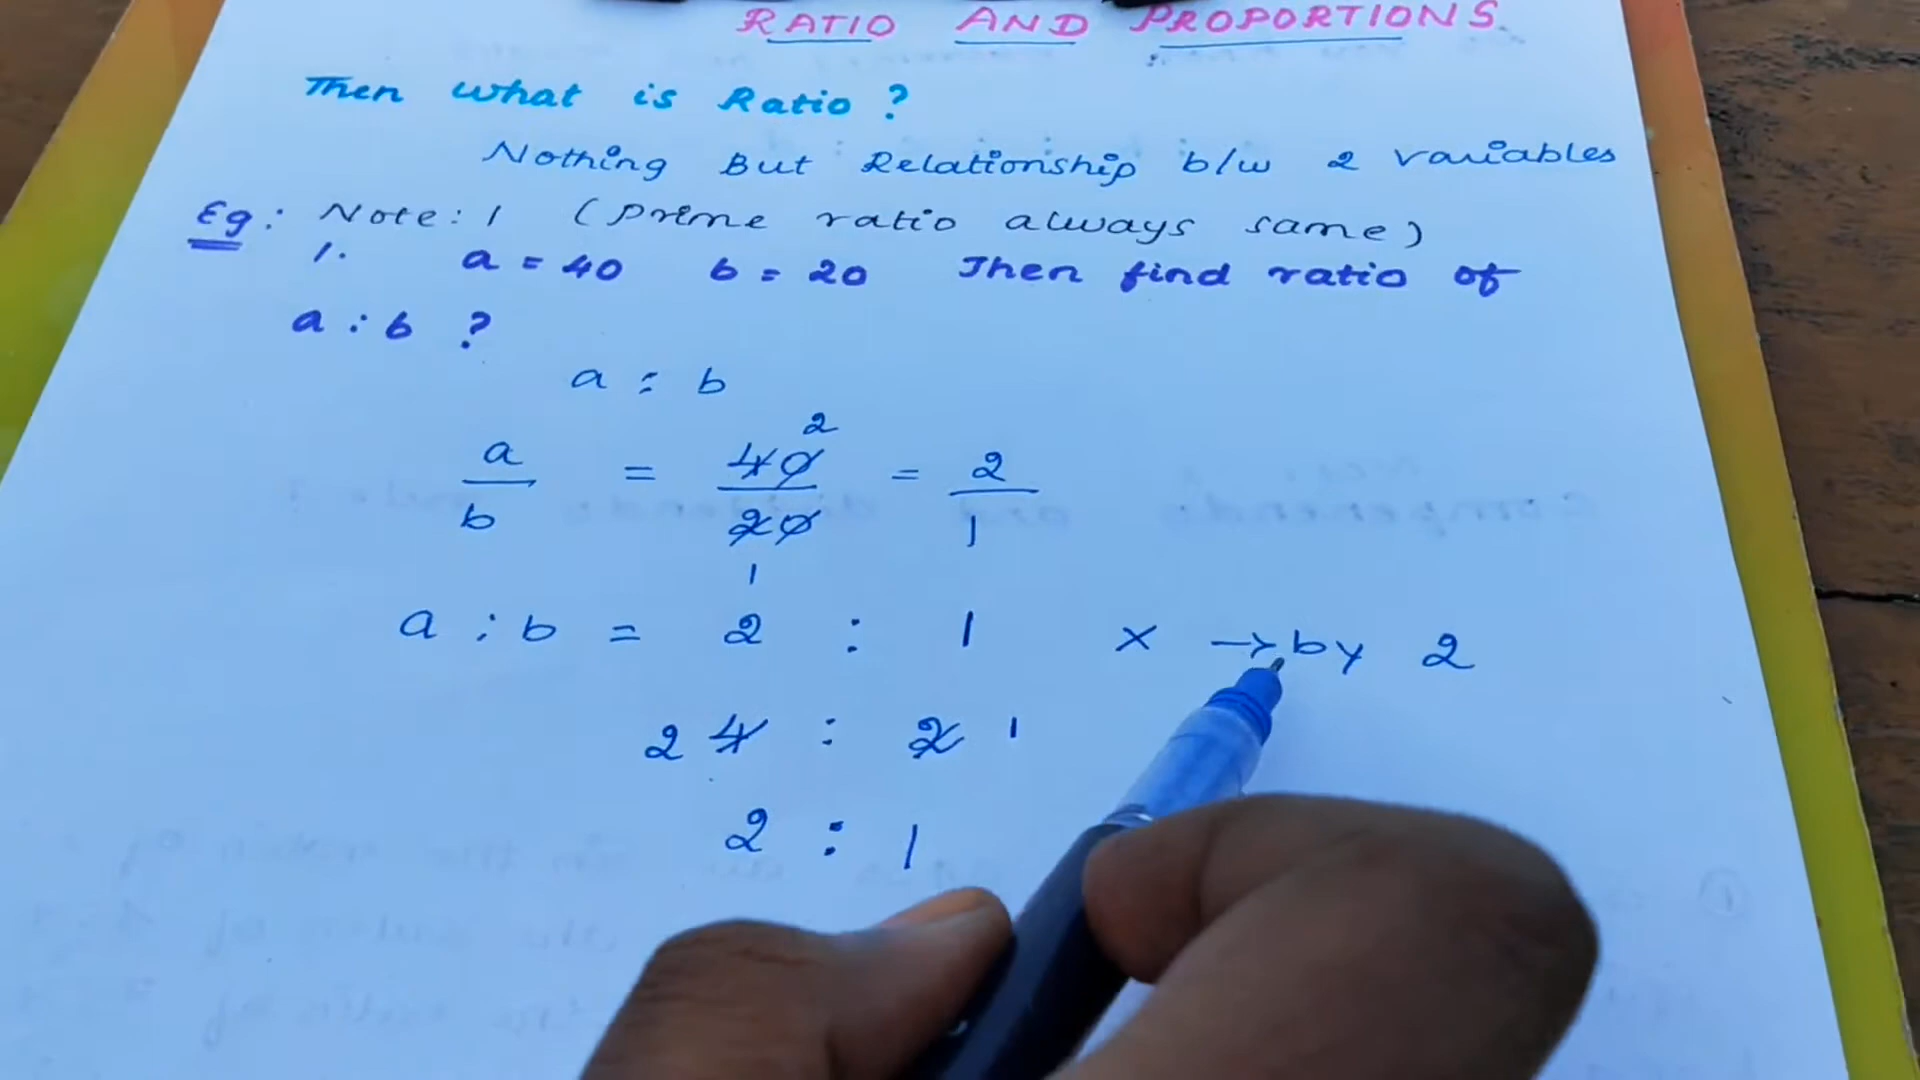 RATIO AND PROPORTIONS
Then what is Ratio ?
Nothing But Relationship b/w 2 variables
Eg : Note : 1 (prime ratio always same)
1. a = 40 b = 20 Then find ratio of
a : b ?
a : b
2
a = 40 = 2
b 20 1
1
a : b = 2 : 1 × → by 2
2 4 : 2 1
2 : 1